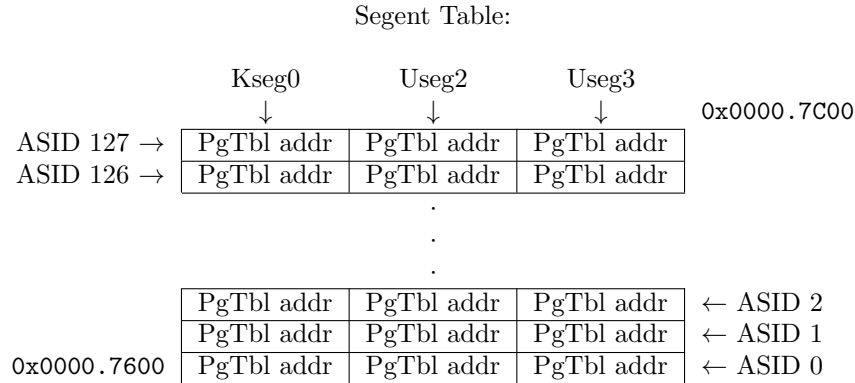 Segent Table:
Kseg0 Useg2 Useg3
↓ ↓ ↓ 0x0000.7C00
ASID 127 → PgTbl addr PgTbl addr PgTbl addr
ASID 126 → PgTbl addr PgTbl addr PgTbl addr
.
.
.
PgTbl addr PgTbl addr PgTbl addr ← ASID 2
PgTbl addr PgTbl addr PgTbl addr ← ASID 1
0x0000.7600 PgTbl addr PgTbl addr PgTbl addr ← ASID 0